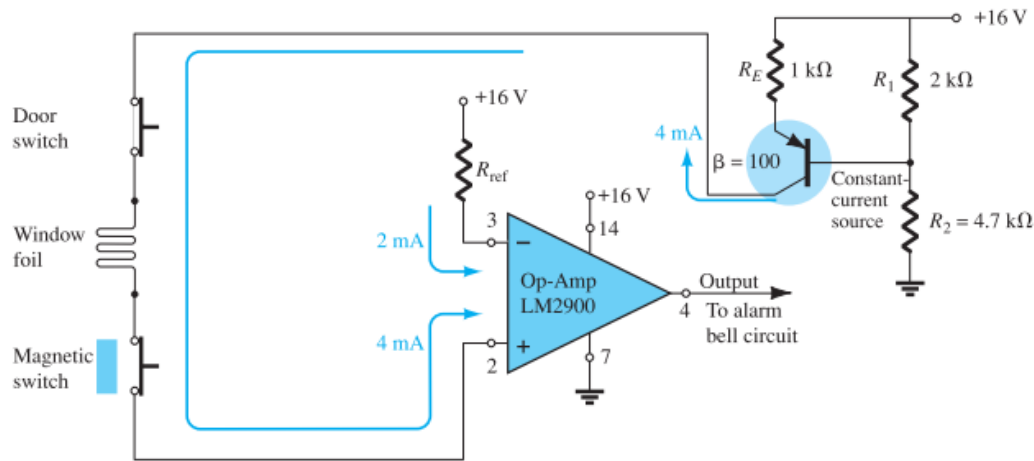 +16 V
R_E
1 kΩ
R_1
2 kΩ
Door
switch
+16 V
4 mA
β = 100
R_ref
Constant-
current
source
+16 V
R_2 = 4.7 kΩ
3
14
Window
foil
2 mA
−
Op-Amp
LM2900
Output
4
To alarm
bell circuit
4 mA
Magnetic
switch
+
2
7